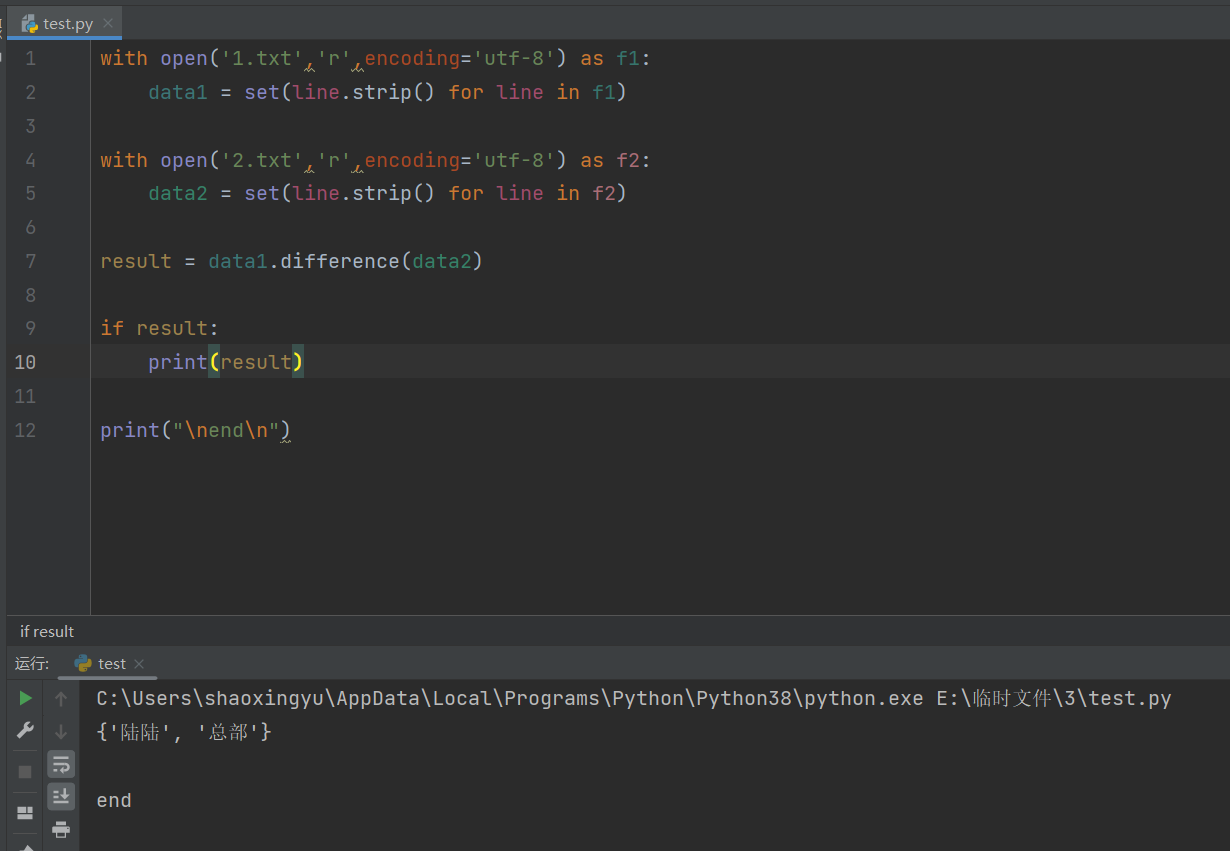 test.py
1 with open('1.txt','r',encoding='utf-8') as f1:
2     data1 = set(line.strip() for line in f1)
3
4 with open('2.txt','r',encoding='utf-8') as f2:
5     data2 = set(line.strip() for line in f2)
6
7 result = data1.difference(data2)
8
9 if result:
10     print(result)
11
12 print("\nend\n")
if result
运行: test
C:\Users\shaoxingyu\AppData\Local\Programs\Python\Python38\python.exe E:\临时文件\3\test.py
{'陆陆', '总部'}
end